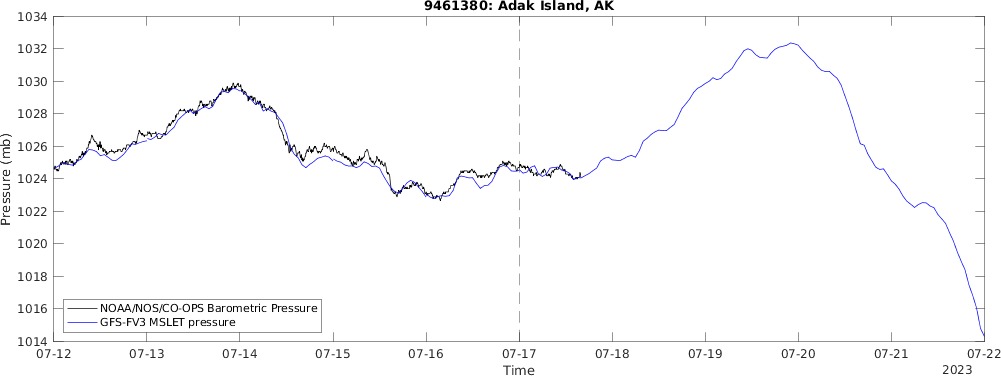 9461380: Adak Island, AK
Pressure (mb)
1034
1032
1030
1028
1026
1024
1022
1020
1018
1016
1014
NOAA/NOS/CO-OPS Barometric Pressure
GFS-FV3 MSLET pressure
07-12 07-13 07-14 07-15 07-16 07-17 07-18 07-19 07-20 07-21 07-22
Time
2023